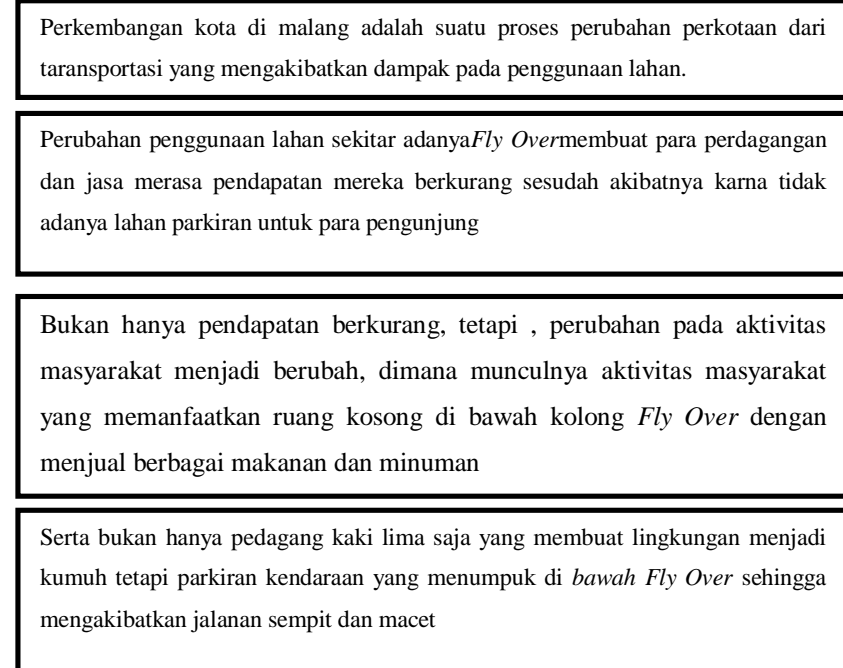 Perkembangan kota di malang adalah suatu proses perubahan perkotaan dari
taransportasi yang mengakibatkan dampak pada penggunaan lahan.
Perubahan penggunaan lahan sekitar adanyaFly Overmembuat para perdagangan
dan jasa merasa pendapatan mereka berkurang sesudah akibatnya karna tidak
adanya lahan parkiran untuk para pengunjung
Bukan hanya pendapatan berkurang, tetapi , perubahan pada aktivitas
masyarakat menjadi berubah, dimana munculnya aktivitas masyarakat
yang memanfaatkan ruang kosong di bawah kolong Fly Over dengan
menjual berbagai makanan dan minuman
Serta bukan hanya pedagang kaki lima saja yang membuat lingkungan menjadi
kumuh tetapi parkiran kendaraan yang menumpuk di bawah Fly Over sehingga
mengakibatkan jalanan sempit dan macet